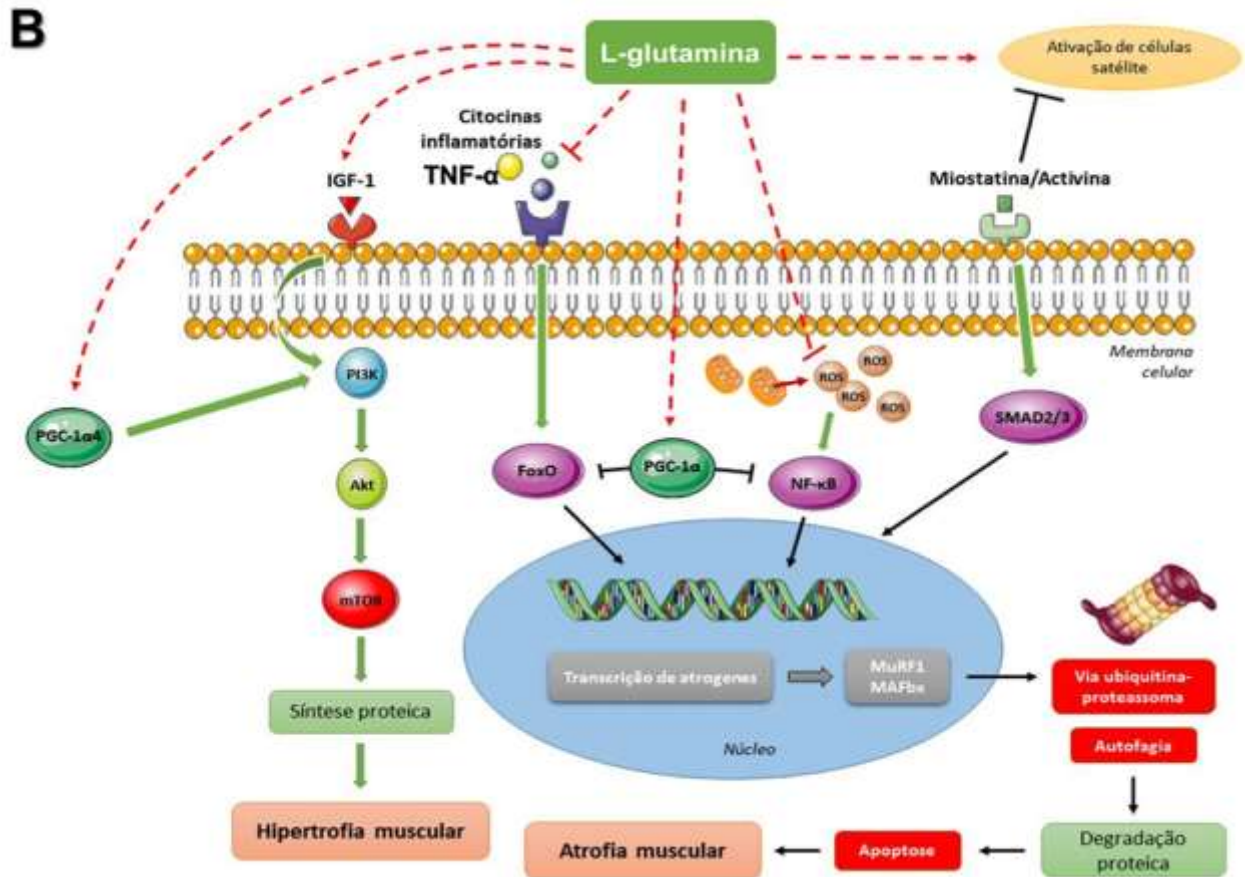 B
L-glutamina
Ativação de células
satélite
Citocinas
inflamatórias
TNF-α
IGF-1
Miostatina/Activina
Membrana
celular
PI3K
ROS
ROS
ROS
ROS
PGC-1α4
SMAD2/3
FoxO
PGC-1α
NF-κB
Akt
mTOR
Transcrição de atrogenes
MuRF1
MAFbx
Via ubiquitina-
proteassoma
Síntese proteica
Núcleo
Autofagia
Hipertrofia muscular
Atrofia muscular
Apoptose
Degradação
proteica